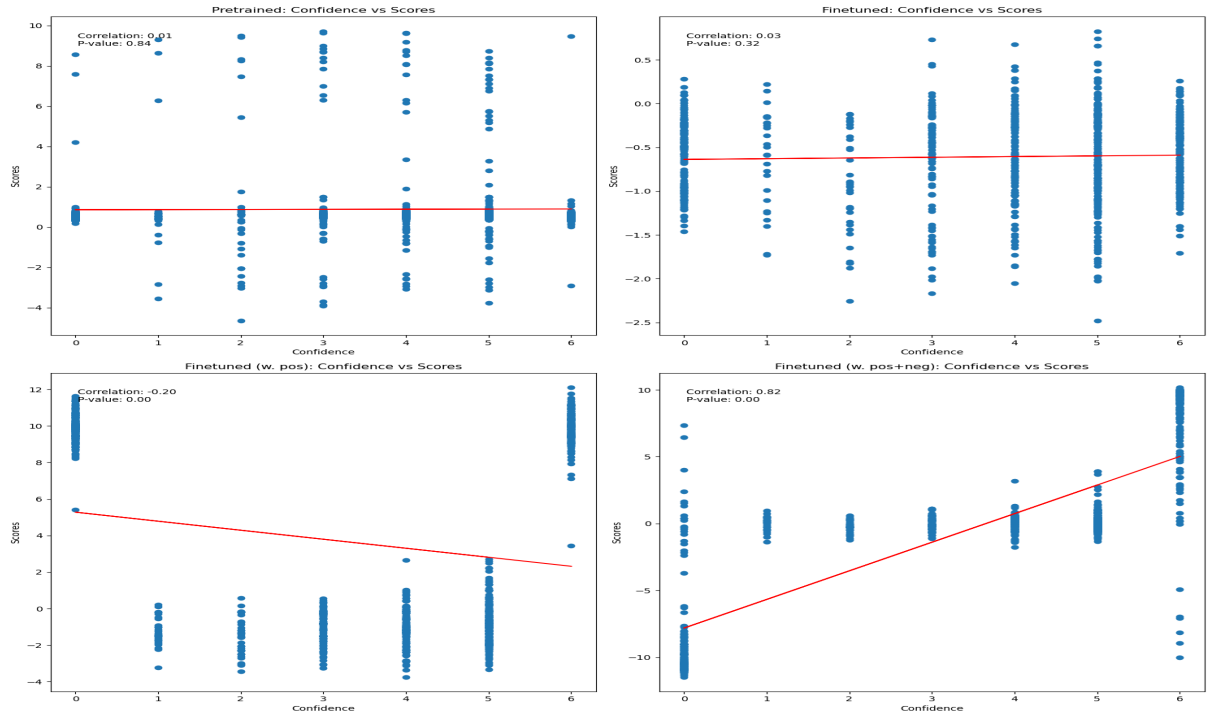 Pretrained: Confidence vs Scores
Correlation: 0.01
P-value: 0.84
10
8
6
4
2
0
−2
−4
Scores
0 1 2 3 4 5 6
Confidence
Finetuned: Confidence vs Scores
Correlation: 0.03
P-value: 0.32
0.5
0.0
−0.5
−1.0
−1.5
−2.0
−2.5
Scores
0 1 2 3 4 5 6
Confidence
Finetuned (w. pos): Confidence vs Scores
Correlation: -0.20
P-value: 0.00
12
10
8
6
4
2
0
−2
−4
Scores
0 1 2 3 4 5 6
Confidence
Finetuned (w. pos+neg): Confidence vs Scores
Correlation: 0.82
P-value: 0.00
10
5
0
−5
−10
Scores
0 1 2 3 4 5 6
Confidence